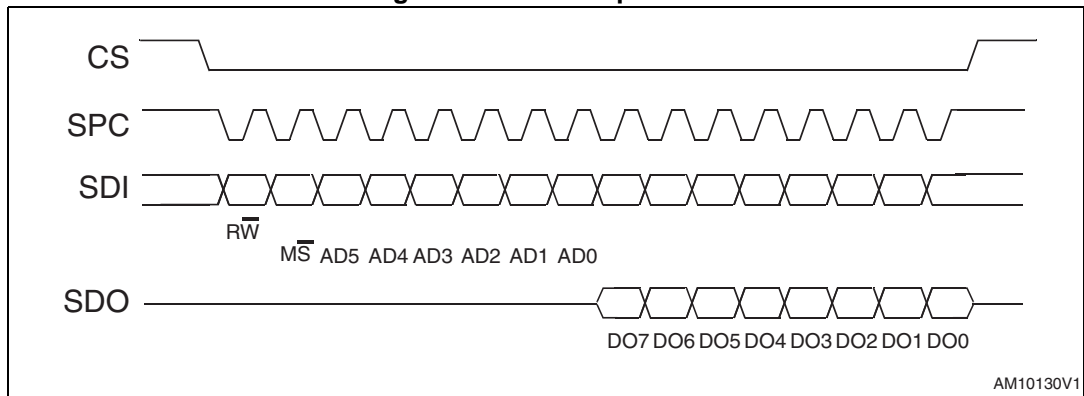 CS
SPC
SDI
RW
MS AD5 AD4 AD3 AD2 AD1 AD0
SDO
DO7 DO6 DO5 DO4 DO3 DO2 DO1 DO0
AM10130V1